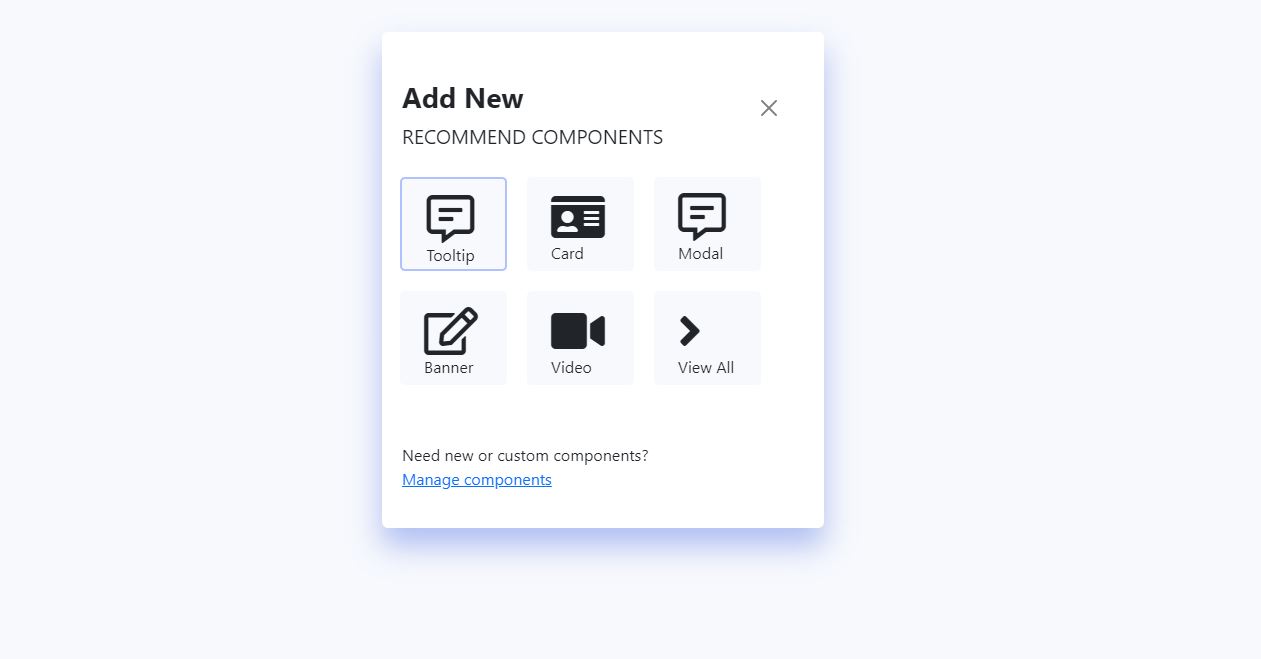 Add New
RECOMMEND COMPONENTS
Tooltip
Card
Modal
Banner
Video
View All
Need new or custom components?
Manage components